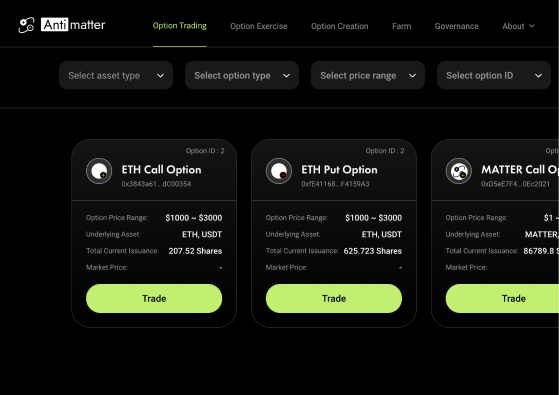 Anti matter Option Trading Option Exercise Option Creation Farm Governance About
Select asset type Select option type Select price range Select option ID
Option ID : 2
ETH Call Option
0x3843a61...dC00354
Option Price Range: $1000 ~ $3000
Underlying Asset: ETH, USDT
Total Current Issuance: 207.52 Shares
Market Price: -
Trade
Option ID : 2
ETH Put Option
0xfE41168...F4159A3
Option Price Range: $1000 ~ $3000
Underlying Asset: ETH, USDT
Total Current Issuance: 625.723 Shares
Market Price: -
Trade
Opti
MATTER Call Op
0xD5eE7F4...0Ec2021
Option Price Range: $1 ~
Underlying Asset: MATTER,
Total Current Issuance: 86789.8 S
Market Price:
Trade